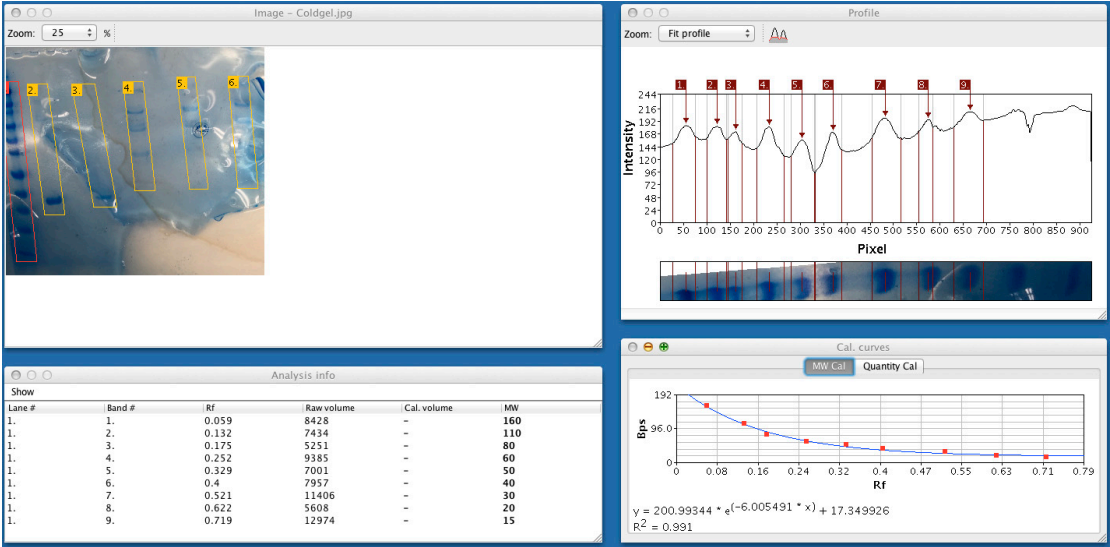 Image - Coldgel.jpg
Zoom: 25 %
2. 3. 4. 5. 6.
Profile
Zoom: Fit profile
1. 2. 3. 4. 5. 6. 7. 8. 9.
Intensity
244
216
192
168
144
120
96
72
48
24
0
0 50 100 150 200 250 300 350 400 450 500 550 600 650 700 750 800 850 900
Pixel
Analysis info
Show
Lane # Band # Rf Raw volume Cal. volume MW
1. 1. 0.059 8428 – 160
1. 2. 0.132 7434 – 110
1. 3. 0.175 5251 – 80
1. 4. 0.252 9385 – 60
1. 5. 0.329 7001 – 50
1. 6. 0.4 7957 – 40
1. 7. 0.521 11406 – 30
1. 8. 0.622 5608 – 20
1. 9. 0.719 12974 – 15
Cal. curves
MW Cal Quantity Cal
Bps
192
96.0
0
0 0.08 0.16 0.24 0.32 0.4 0.47 0.55 0.63 0.71 0.79
Rf
y = 200.99344 * e(-6.005491 * x) + 17.349926
R2 = 0.991